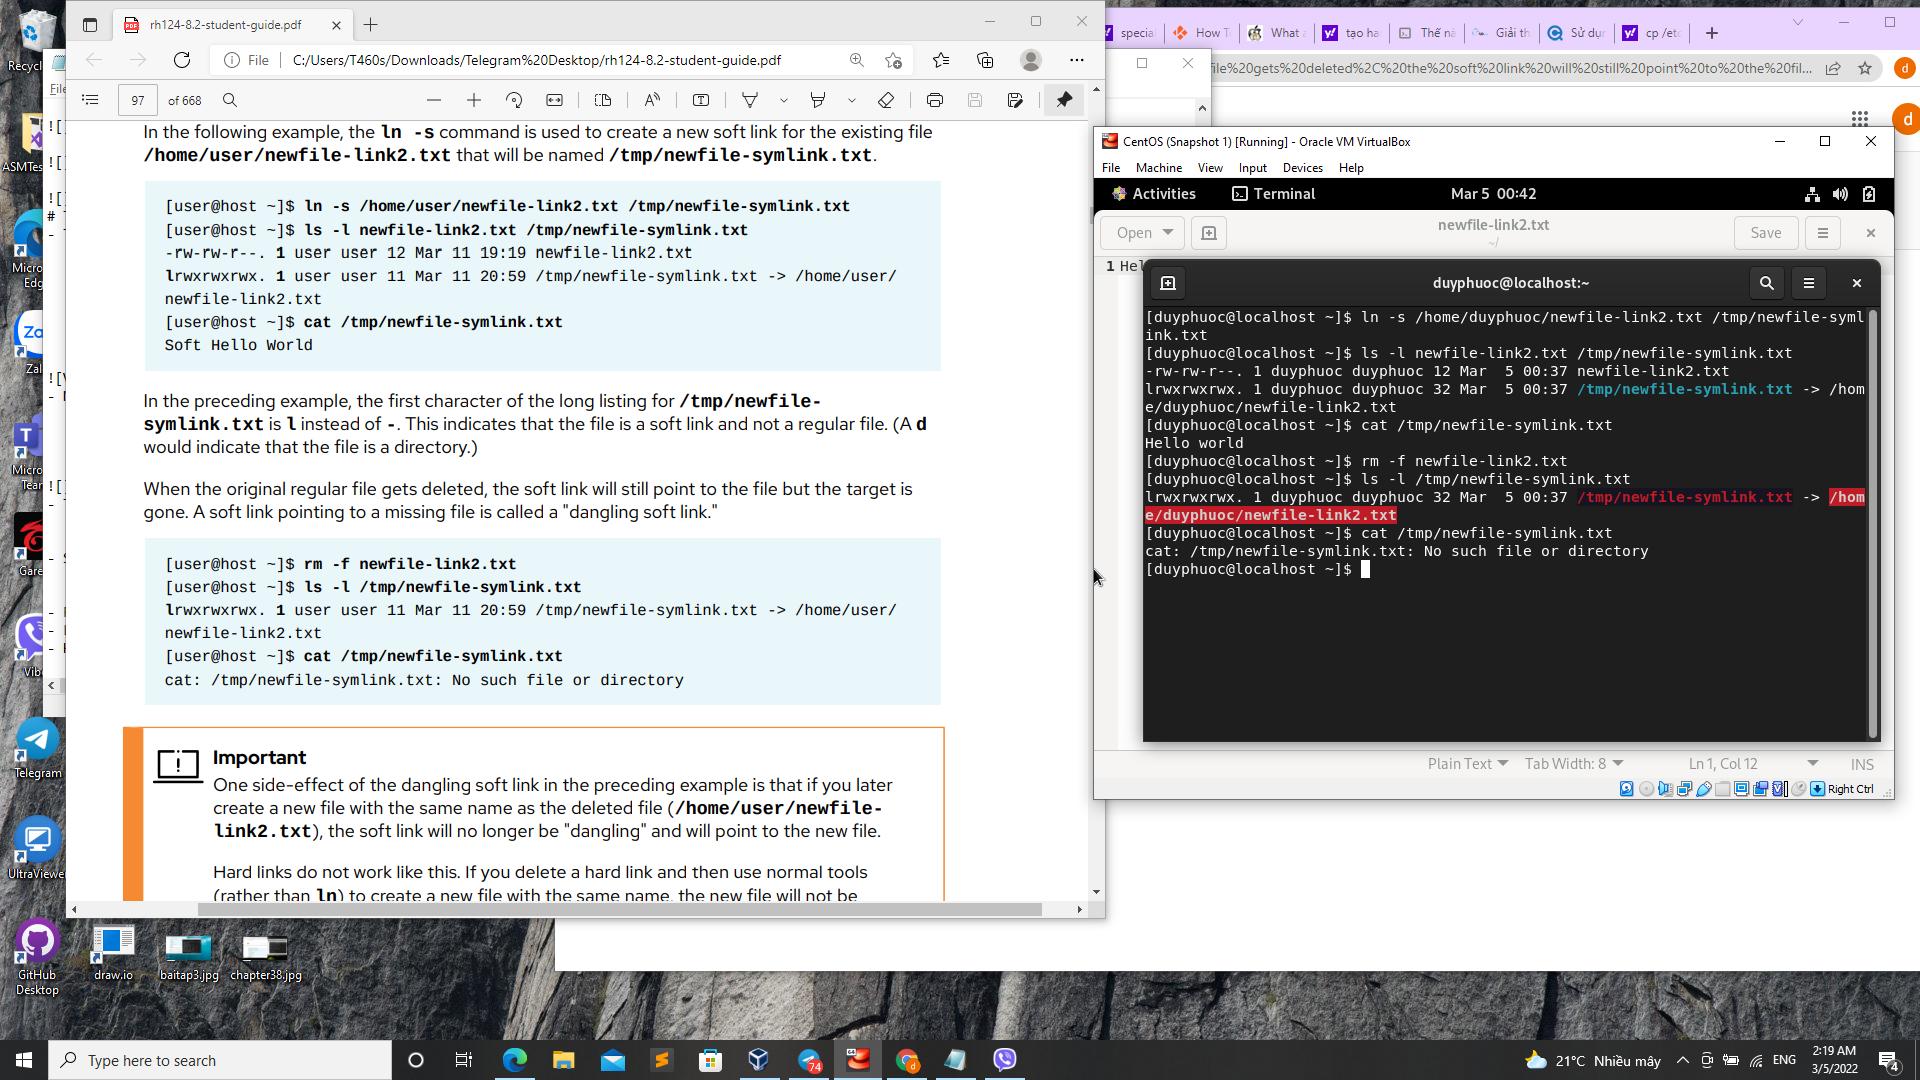 rh124-8.2-student-guide.pdf
File C:/Users/T460s/Downloads/Telegram%20Desktop/rh124-8.2-student-guide.pdf
97 of 668
In the following example, the ln -s command is used to create a new soft link for the existing file
/home/user/newfile-link2.txt that will be named /tmp/newfile-symlink.txt.
[user@host ~]$ ln -s /home/user/newfile-link2.txt /tmp/newfile-symlink.txt
[user@host ~]$ ls -l newfile-link2.txt /tmp/newfile-symlink.txt
-rw-rw-r--. 1 user user 12 Mar 11 19:19 newfile-link2.txt
lrwxrwxrwx. 1 user user 11 Mar 11 20:59 /tmp/newfile-symlink.txt -> /home/user/
newfile-link2.txt
[user@host ~]$ cat /tmp/newfile-symlink.txt
Soft Hello World
In the preceding example, the first character of the long listing for /tmp/newfile-
symlink.txt is l instead of -. This indicates that the file is a soft link and not a regular file. (A d
would indicate that the file is a directory.)
When the original regular file gets deleted, the soft link will still point to the file but the target is
gone. A soft link pointing to a missing file is called a "dangling soft link."
[user@host ~]$ rm -f newfile-link2.txt
[user@host ~]$ ls -l /tmp/newfile-symlink.txt
lrwxrwxrwx. 1 user user 11 Mar 11 20:59 /tmp/newfile-symlink.txt -> /home/user/
newfile-link2.txt
[user@host ~]$ cat /tmp/newfile-symlink.txt
cat: /tmp/newfile-symlink.txt: No such file or directory
Important
One side-effect of the dangling soft link in the preceding example is that if you later
create a new file with the same name as the deleted file (/home/user/newfile-
link2.txt), the soft link will no longer be "dangling" and will point to the new file.
Hard links do not work like this. If you delete a hard link and then use normal tools
(rather than ln) to create a new file with the same name, the new file will not be
special How T What a tạo ha Thế nà Giải th Sử dụ cp /etc
file%20gets%20deleted%2C%20the%20soft%20link%20will%20still%20point%20to%20the%20fil...
d
d
CentOS (Snapshot 1) [Running] - Oracle VM VirtualBox
File Machine View Input Devices Help
Activities Terminal Mar 5 00:42
Open newfile-link2.txt Save
~/
1 Hel
duyphuoc@localhost:~
[duyphuoc@localhost ~]$ ln -s /home/duyphuoc/newfile-link2.txt /tmp/newfile-syml
ink.txt
[duyphuoc@localhost ~]$ ls -l newfile-link2.txt /tmp/newfile-symlink.txt
-rw-rw-r--. 1 duyphuoc duyphuoc 12 Mar  5 00:37 newfile-link2.txt
lrwxrwxrwx. 1 duyphuoc duyphuoc 32 Mar  5 00:37 /tmp/newfile-symlink.txt -> /hom
e/duyphuoc/newfile-link2.txt
[duyphuoc@localhost ~]$ cat /tmp/newfile-symlink.txt
Hello world
[duyphuoc@localhost ~]$ rm -f newfile-link2.txt
[duyphuoc@localhost ~]$ ls -l /tmp/newfile-symlink.txt
lrwxrwxrwx. 1 duyphuoc duyphuoc 32 Mar  5 00:37 /tmp/newfile-symlink.txt -> /hom
e/duyphuoc/newfile-link2.txt
[duyphuoc@localhost ~]$ cat /tmp/newfile-symlink.txt
cat: /tmp/newfile-symlink.txt: No such file or directory
[duyphuoc@localhost ~]$
Plain Text Tab Width: 8 Ln 1, Col 12 INS
Right Ctrl
Recycl
ASMTes
Micro
Edg
Zal
Micro
Tear
Gare
Vib
Telegram
UltraViewer
GitHub
Desktop
draw.io
baitap3.jpg
chapter38.jpg
Type here to search
74
21°C Nhiều mây ENG
2:19 AM
3/5/2022
4